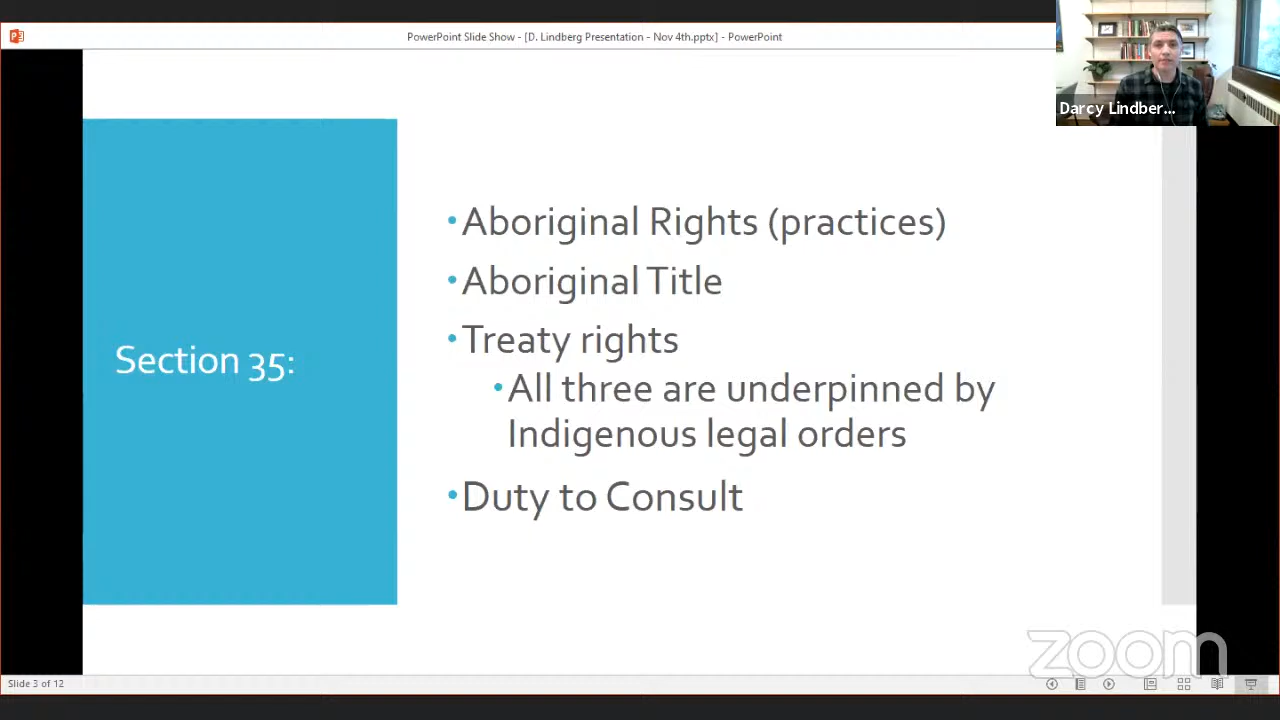 PowerPoint Slide Show - [D. Lindberg Presentation - Nov 4th.pptx] - PowerPoint
Darcy Lindber...
Section 35:
•Aboriginal Rights (practices)
•Aboriginal Title
•Treaty rights
•All three are underpinned by
Indigenous legal orders
•Duty to Consult
zoom
Slide 3 of 12